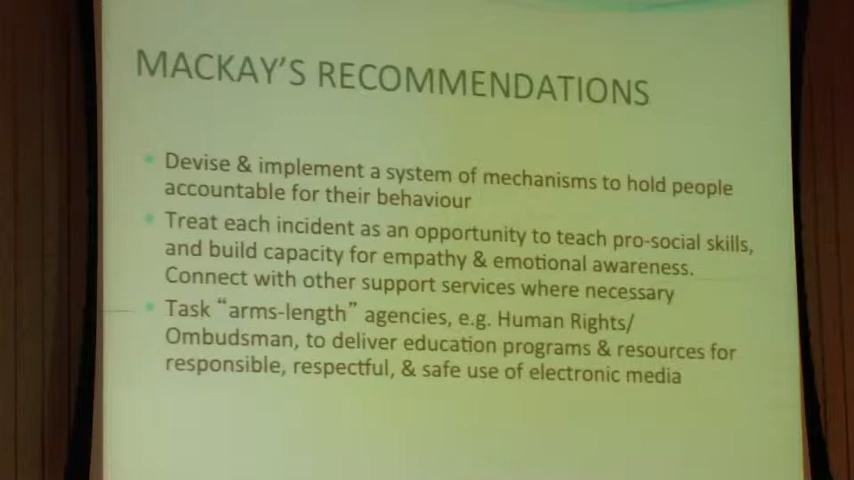 MACKAY'S RECOMMENDATIONS
• Devise & implement a system of mechanisms to hold people
accountable for their behaviour
• Treat each incident as an opportunity to teach pro-social skills,
and build capacity for empathy & emotional awareness.
Connect with other support services where necessary
• Task “arms-length” agencies, e.g. Human Rights/
Ombudsman, to deliver education programs & resources for
responsible, respectful, & safe use of electronic media